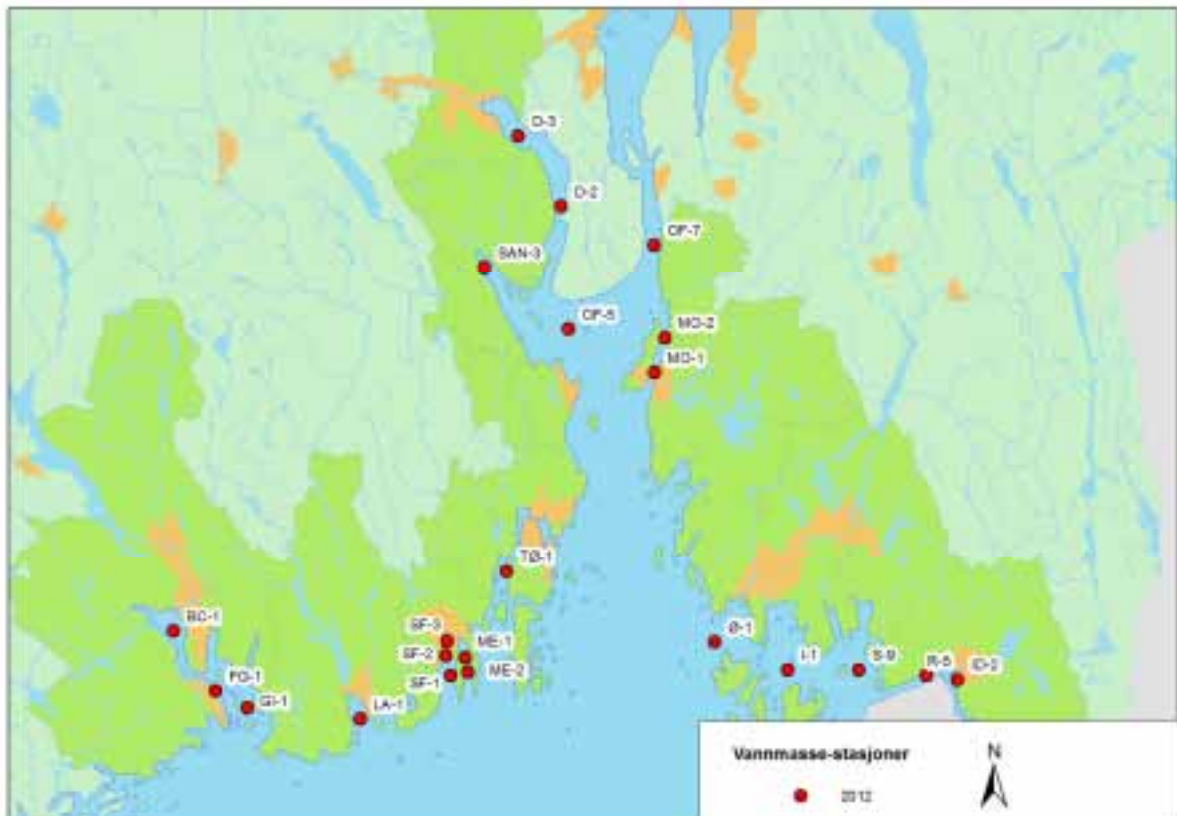 D-3
D-2
OF-7
SAN-3
OF-5
MO-2
MO-1
TØ-1
BC-1
SF-3
ME-1
Ø-1
SF-2
ME-2
I-1
S-9
R-5
ID-2
SF-1
FG-1
GI-1
LA-1
Vannmasse-stasjoner
N
2012